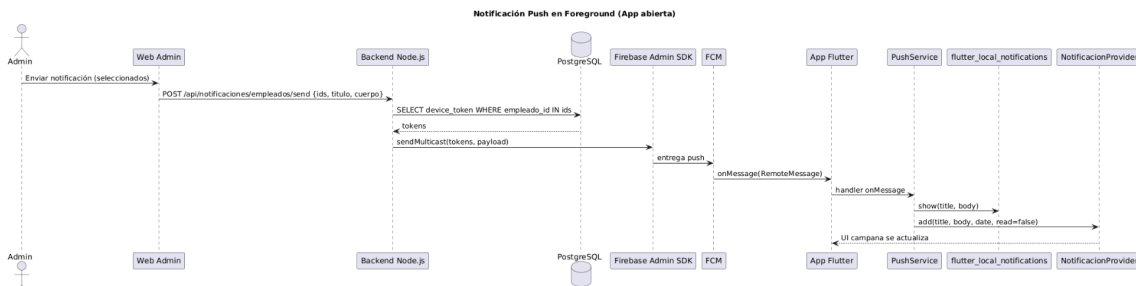 Notificación Push en Foreground (App abierta)
Admin
Web Admin
Backend Node.js
PostgreSQL
Firebase Admin SDK
FCM
App Flutter
PushService
flutter_local_notifications
NotificacionProvider
Enviar notificación (seleccionados)
POST /api/notificaciones/empleados/send {ids, titulo, cuerpo}
SELECT device_token WHERE empleado_id IN ids
tokens
sendMulticast(tokens, payload)
entrega push
onMessage(RemoteMessage)
handler onMessage
show(title, body)
add(title, body, date, read=false)
UI campana se actualiza
Admin
Web Admin
Backend Node.js
PostgreSQL
Firebase Admin SDK
FCM
App Flutter
PushService
flutter_local_notifications
NotificacionProvider